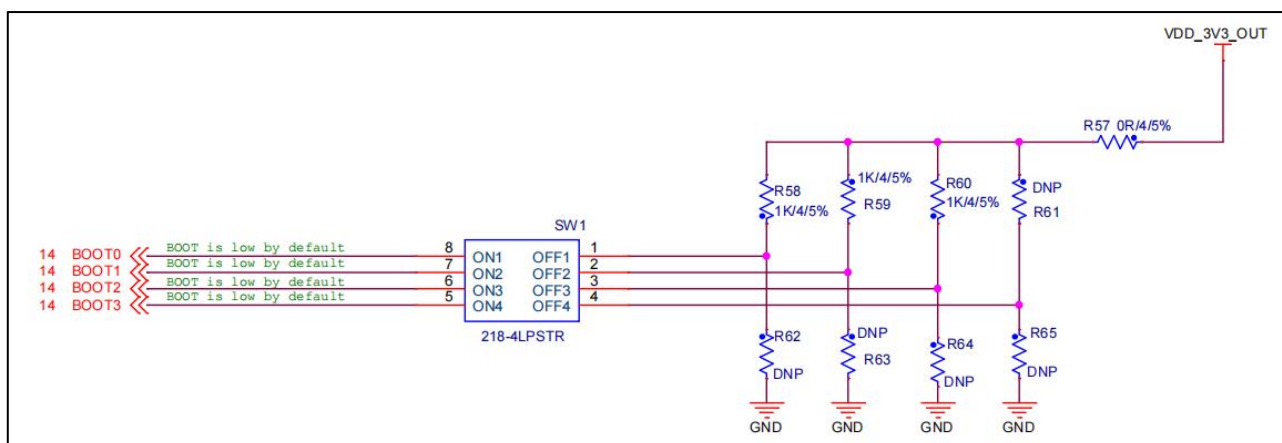 VDD_3V3_OUT
R57 0R/4/5%
R58
1K/4/5%
1K/4/5%
R59
R60
1K/4/5%
DNP
R61
SW1
14 BOOT0 BOOT is low by default 8 ON1 OFF1 1
14 BOOT1 BOOT is low by default 7 ON2 OFF2 2
14 BOOT2 BOOT is low by default 6 ON3 OFF3 3
14 BOOT3 BOOT is low by default 5 ON4 OFF4 4
218-4LPSTR
R62
DNP
DNP
R63
R64
DNP
R65
DNP
GND
GND
GND
GND